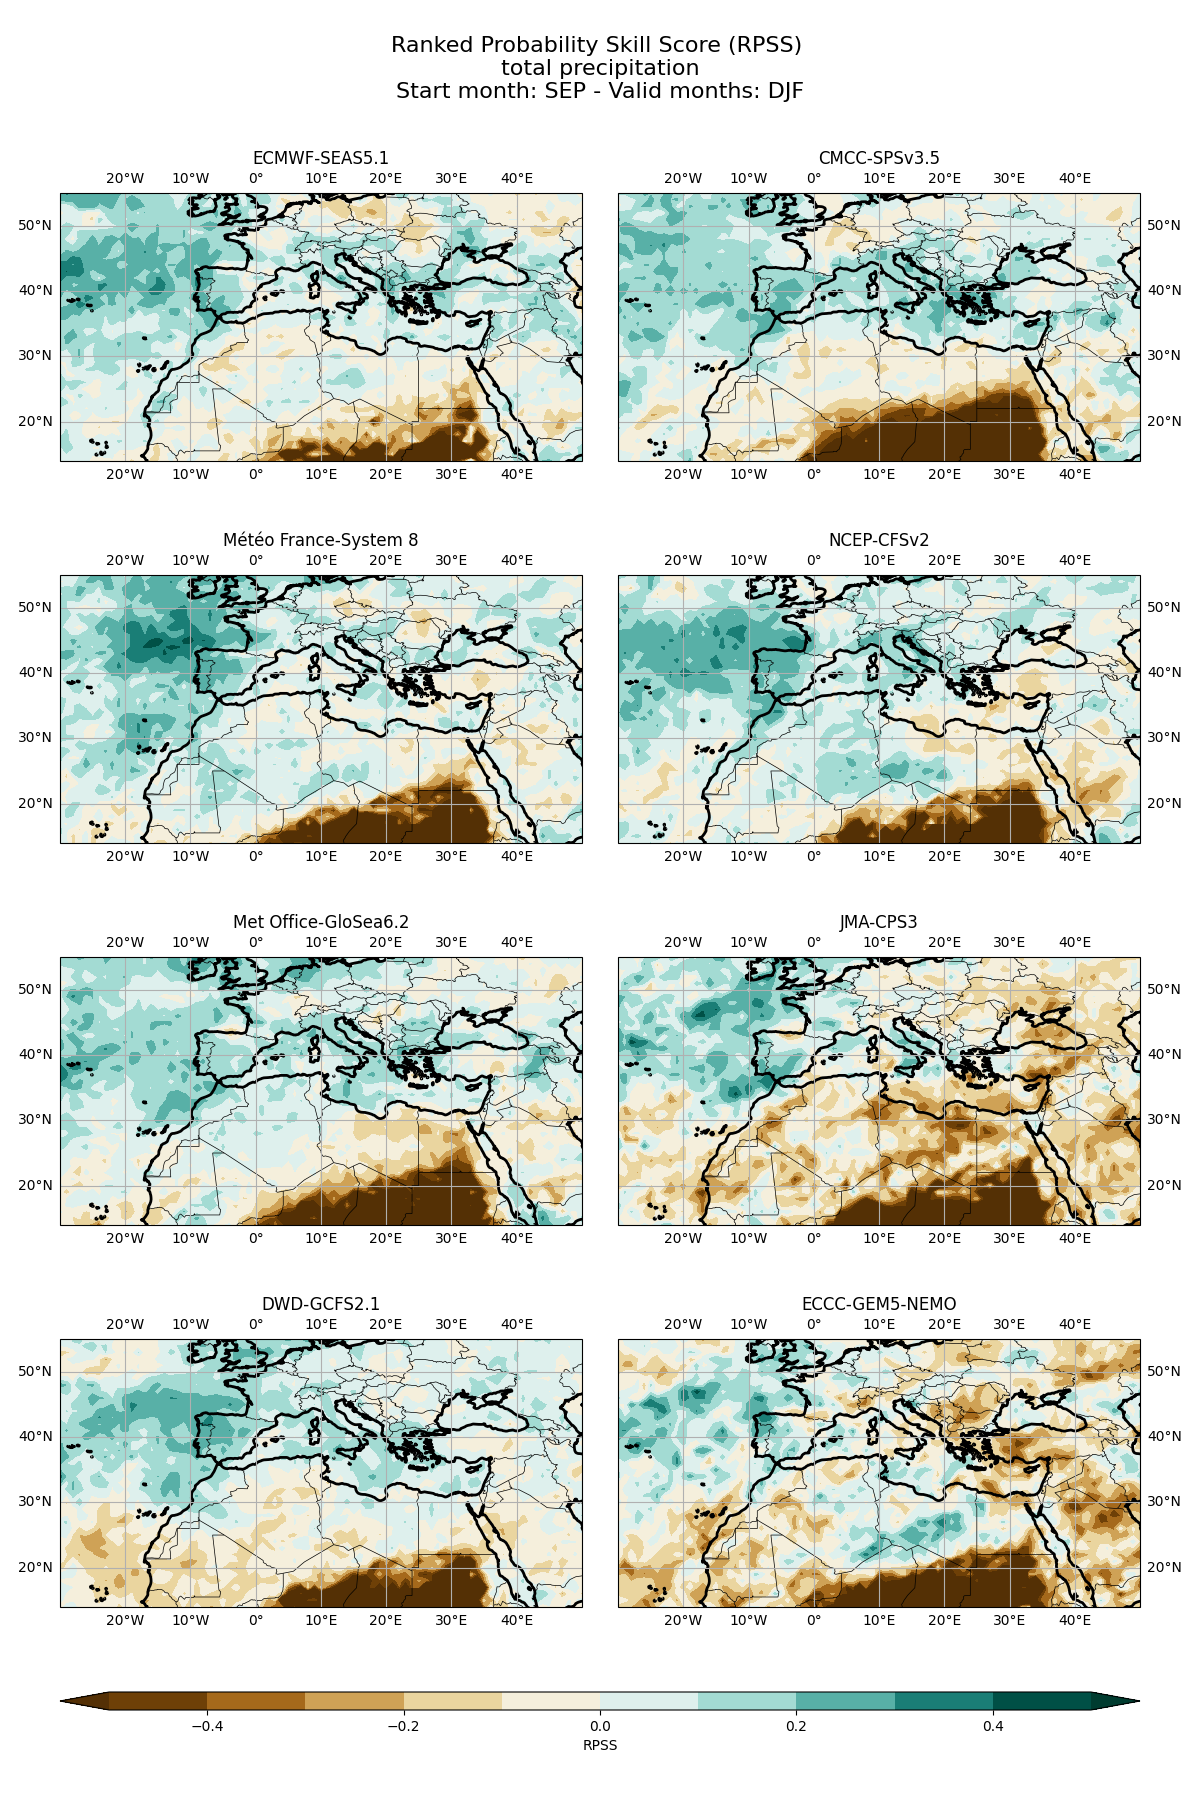 Ranked Probability Skill Score (RPSS)
total precipitation
Start month: SEP - Valid months: DJF
ECMWF-SEAS5.1
CMCC-SPSv3.5
20°W 10°W 0° 10°E 20°E 30°E 40°E
20°W 10°W 0° 10°E 20°E 30°E 40°E
50°N
50°N
40°N
40°N
30°N
30°N
20°N
20°N
20°W 10°W 0° 10°E 20°E 30°E 40°E
20°W 10°W 0° 10°E 20°E 30°E 40°E
Météo France-System 8
NCEP-CFSv2
20°W 10°W 0° 10°E 20°E 30°E 40°E
20°W 10°W 0° 10°E 20°E 30°E 40°E
50°N
50°N
40°N
40°N
30°N
30°N
20°N
20°N
20°W 10°W 0° 10°E 20°E 30°E 40°E
20°W 10°W 0° 10°E 20°E 30°E 40°E
Met Office-GloSea6.2
JMA-CPS3
20°W 10°W 0° 10°E 20°E 30°E 40°E
20°W 10°W 0° 10°E 20°E 30°E 40°E
50°N
50°N
40°N
40°N
30°N
30°N
20°N
20°N
20°W 10°W 0° 10°E 20°E 30°E 40°E
20°W 10°W 0° 10°E 20°E 30°E 40°E
DWD-GCFS2.1
ECCC-GEM5-NEMO
20°W 10°W 0° 10°E 20°E 30°E 40°E
20°W 10°W 0° 10°E 20°E 30°E 40°E
50°N
50°N
40°N
40°N
30°N
30°N
20°N
20°N
20°W 10°W 0° 10°E 20°E 30°E 40°E
20°W 10°W 0° 10°E 20°E 30°E 40°E
−0.4 −0.2 0.0 0.2 0.4
RPSS